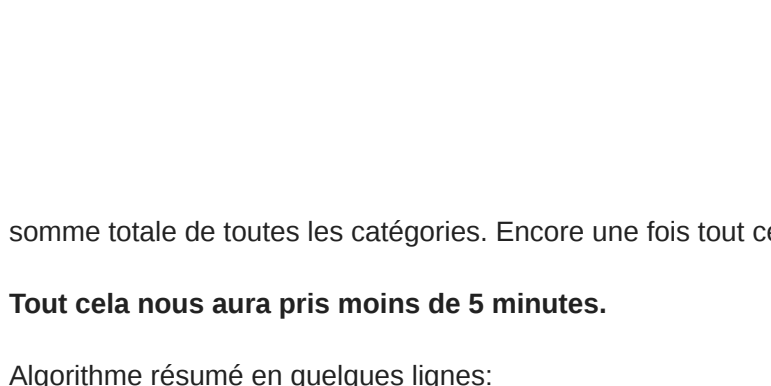 somme totale de toutes les catégories. Encore une fois tout
Tout cela nous aura pris moins de 5 minutes.
Algorithme résumé en quelques lignes: